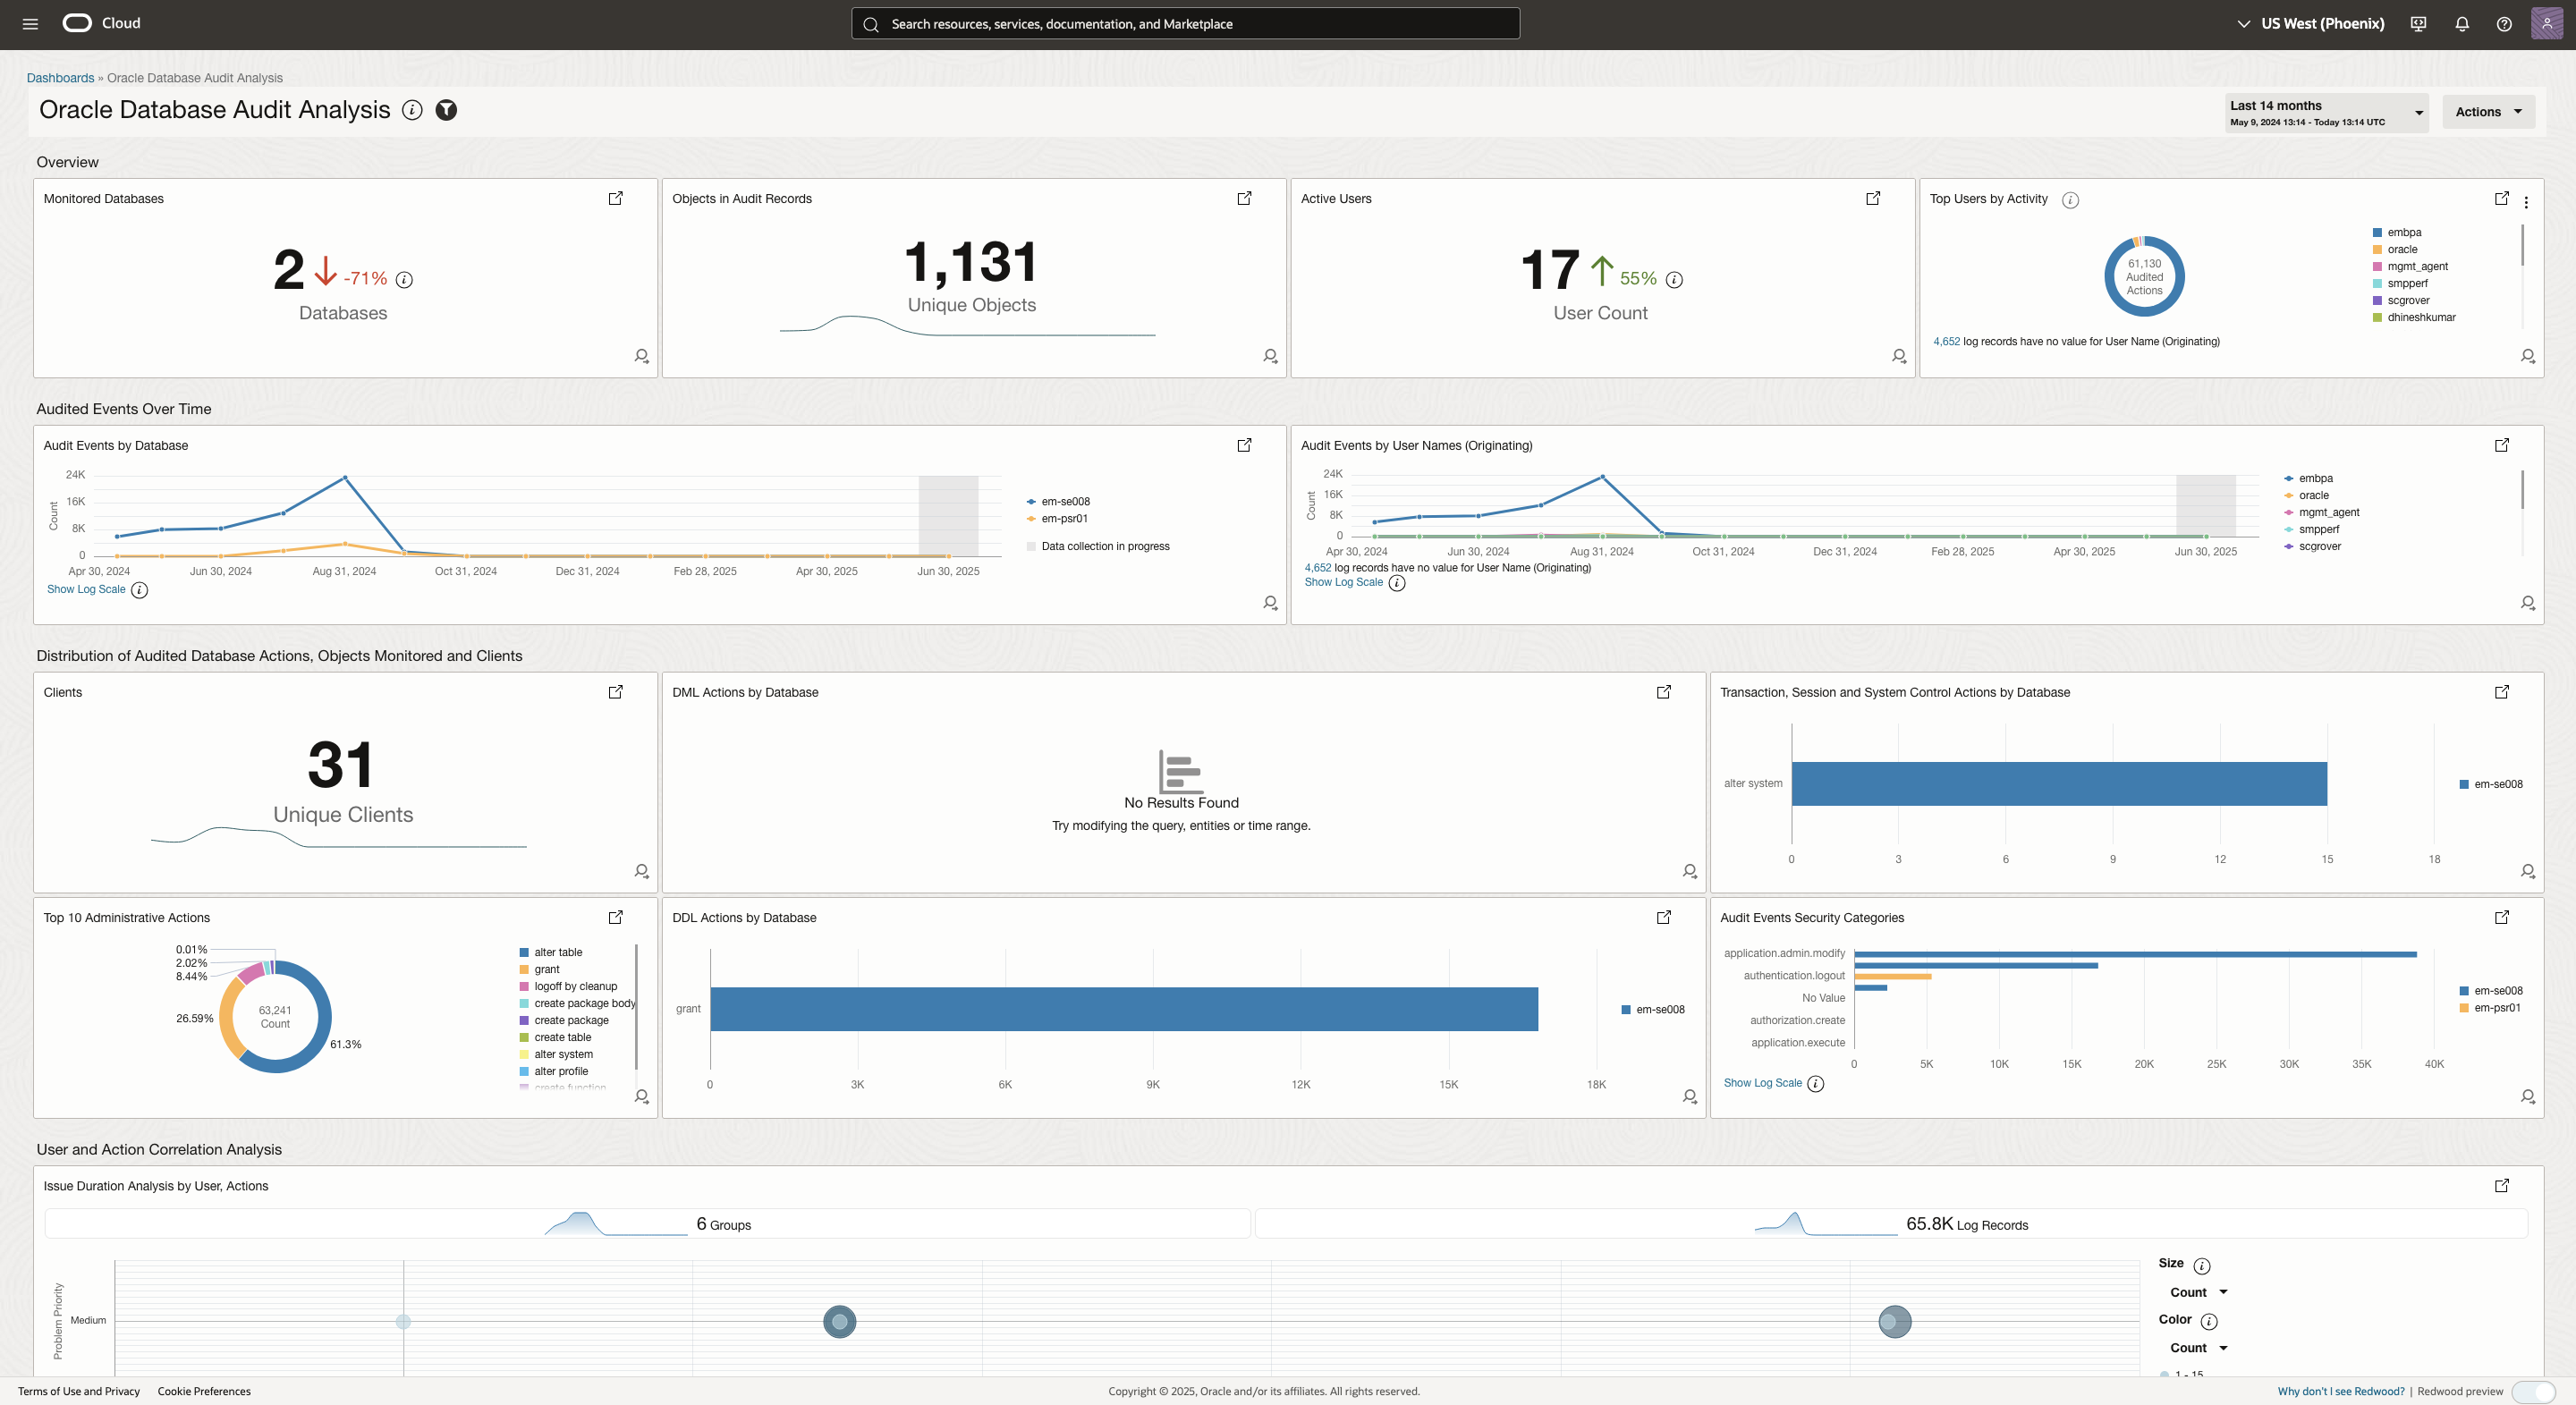 Cloud
Search resources, services, documentation, and Marketplace
US West (Phoenix)
Dashboards » Oracle Database Audit Analysis
Oracle Database Audit Analysis
Last 14 months
May 9, 2024 13:14 - Today 13:14 UTC
Actions
Overview
Monitored Databases
2
-71%
Databases
Objects in Audit Records
1,131
Unique Objects
Active Users
17
55%
User Count
Top Users by Activity
61,130
Audited
Actions
embpa
oracle
mgmt_agent
smpperf
scgrover
dhineshkumar
4,652 log records have no value for User Name (Originating)
Audited Events Over Time
Audit Events by Database
Count
24K
16K
8K
0
Apr 30, 2024
Jun 30, 2024
Aug 31, 2024
Oct 31, 2024
Dec 31, 2024
Feb 28, 2025
Apr 30, 2025
Jun 30, 2025
em-se008
em-psr01
Data collection in progress
Show Log Scale
Audit Events by User Names (Originating)
Count
24K
16K
8K
0
Apr 30, 2024
Jun 30, 2024
Aug 31, 2024
Oct 31, 2024
Dec 31, 2024
Feb 28, 2025
Apr 30, 2025
Jun 30, 2025
embpa
oracle
mgmt_agent
smpperf
scgrover
4,652 log records have no value for User Name (Originating)
Show Log Scale
Distribution of Audited Database Actions, Objects Monitored and Clients
Clients
31
Unique Clients
DML Actions by Database
No Results Found
Try modifying the query, entities or time range.
Transaction, Session and System Control Actions by Database
alter system
0
3
6
9
12
15
18
em-se008
Top 10 Administrative Actions
0.01%
2.02%
8.44%
26.59%
61.3%
63,241
Count
alter table
grant
logoff by cleanup
create package body
create package
create table
alter system
alter profile
create function
DDL Actions by Database
grant
0
3K
6K
9K
12K
15K
18K
em-se008
Audit Events Security Categories
application.admin.modify
authentication.logout
No Value
authorization.create
application.execute
0
5K
10K
15K
20K
25K
30K
35K
40K
em-se008
em-psr01
Show Log Scale
User and Action Correlation Analysis
Issue Duration Analysis by User, Actions
6 Groups
65.8K Log Records
Problem Priority
Medium
Size
Count
Color
Count
1 - 15
Terms of Use and Privacy
Cookie Preferences
Copyright © 2025, Oracle and/or its affiliates. All rights reserved.
Why don't I see Redwood? | Redwood preview